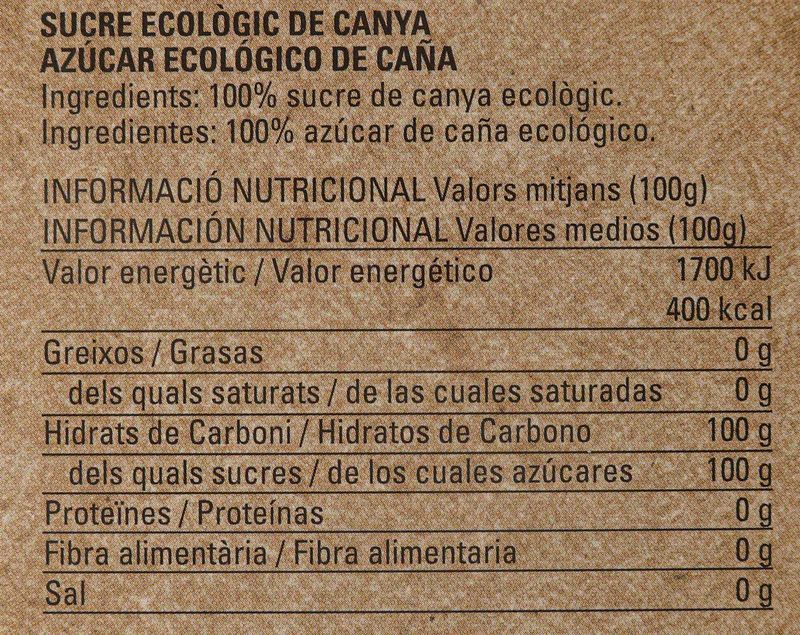 SUCRE ECOLÒGIC DE CANYA
AZÚCAR ECOLÓGICO DE CAÑA
Ingredients: 100% sucre de canya ecològic.
Ingredientes: 100% azúcar de caña ecológico.
INFORMACIÓ NUTRICIONAL Valors mitjans (100g)
INFORMACIÓN NUTRICIONAL Valores medios (100g)
Valor energètic / Valor energético 1700 kJ
400 kcal
Greixos / Grasas 0 g
dels quals saturats / de las cuales saturadas 0 g
Hidrats de Carboni / Hidratos de Carbono 100 g
dels quals sucres / de los cuales azúcares 100 g
Proteïnes / Proteínas 0 g
Fibra alimentària / Fibra alimentaria 0 g
Sal 0 g